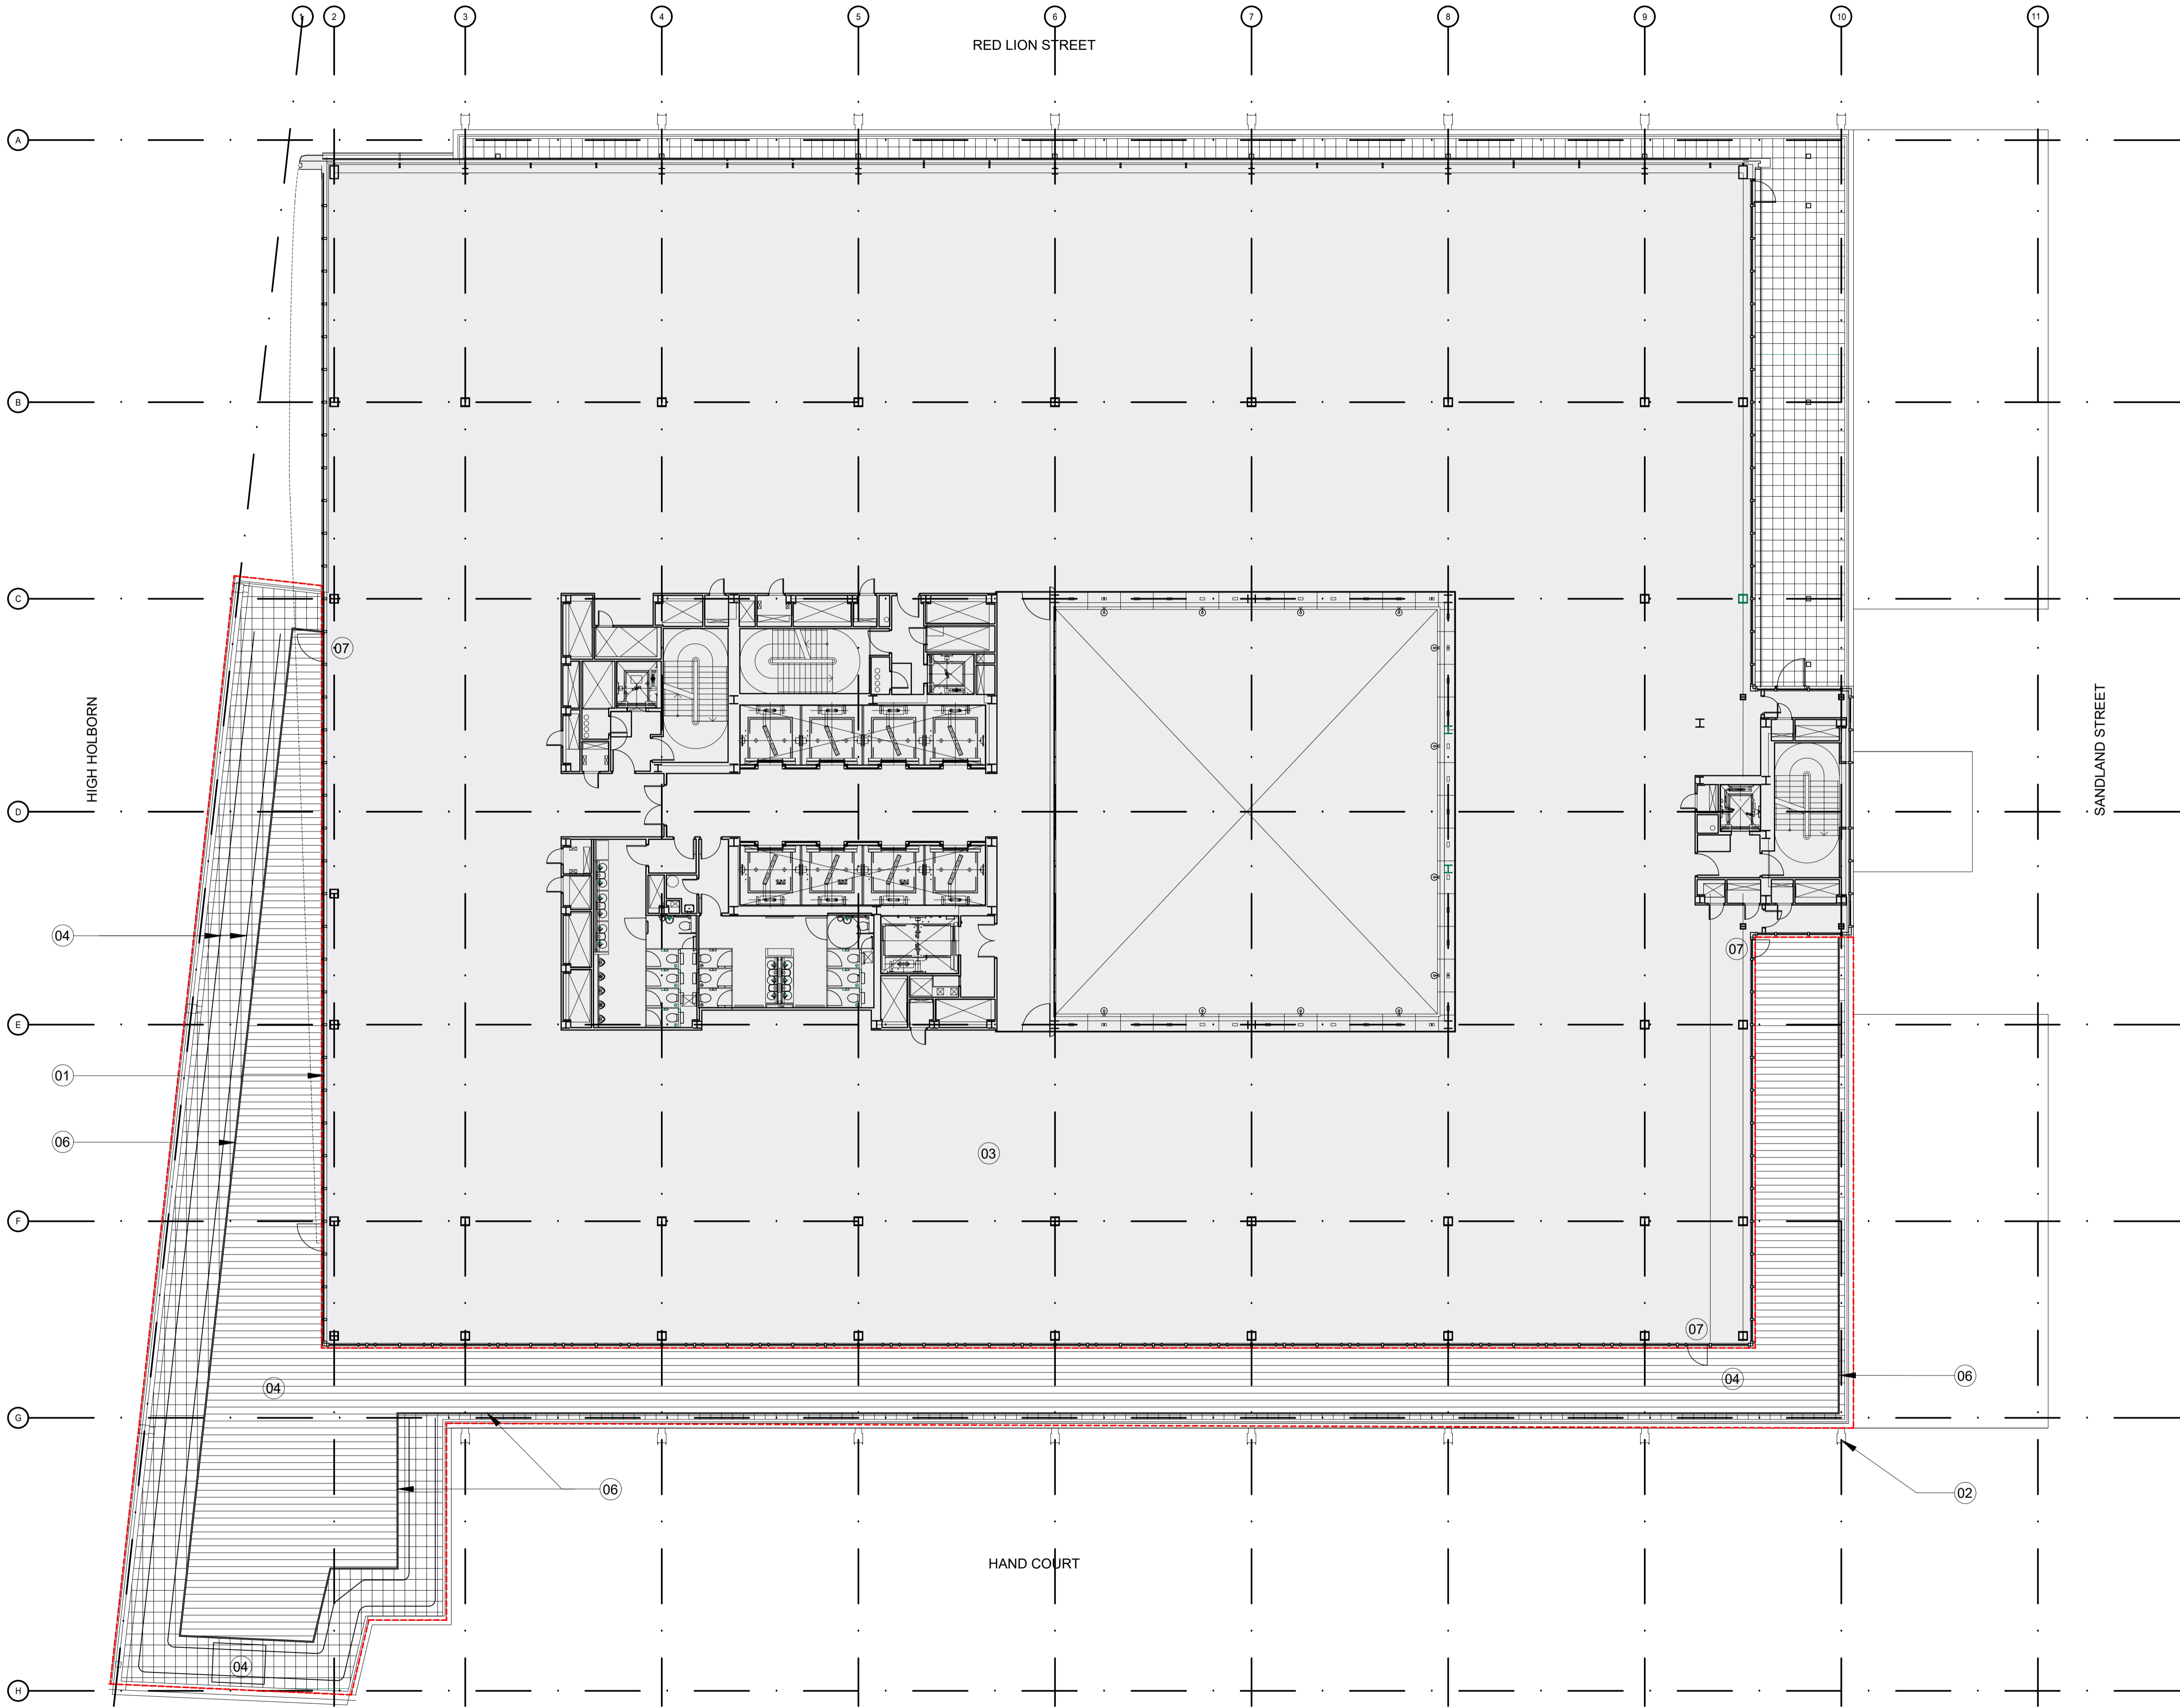 1 2 3 4 5 6 7 8 9 10 11
RED LION STREET
A
B
C
07
HIGH HOLBORN
SANDLAND STREET
D
04
07
E
01
06
03
F
07
04
04
06
G
06
02
HAND COURT
04
H